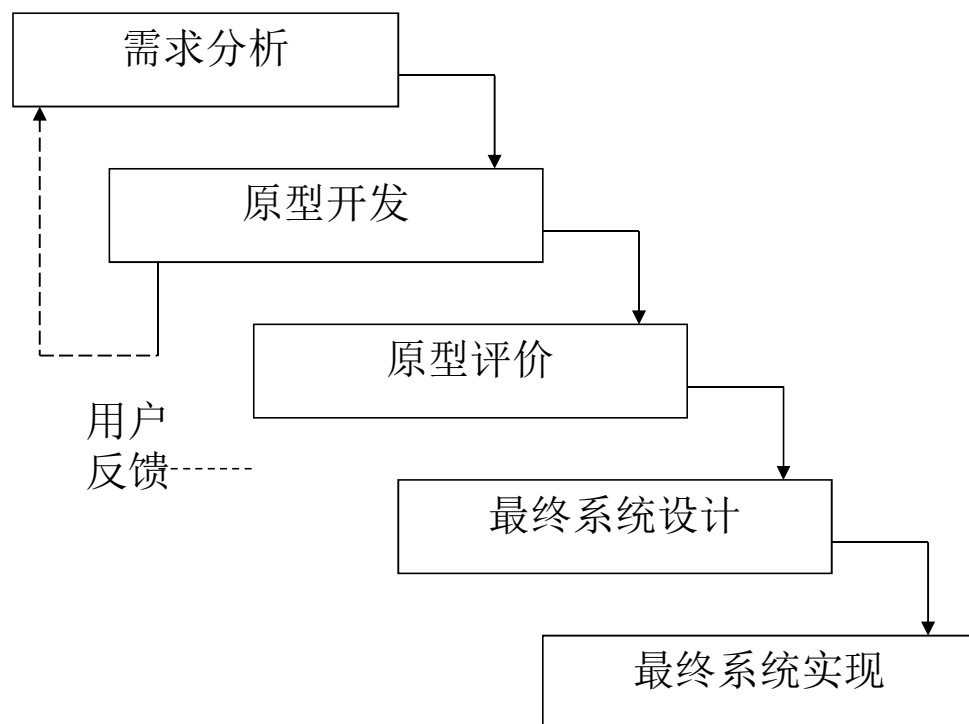 需求分析
原型开发
原型评价
用户
反馈
最终系统设计
最终系统实现